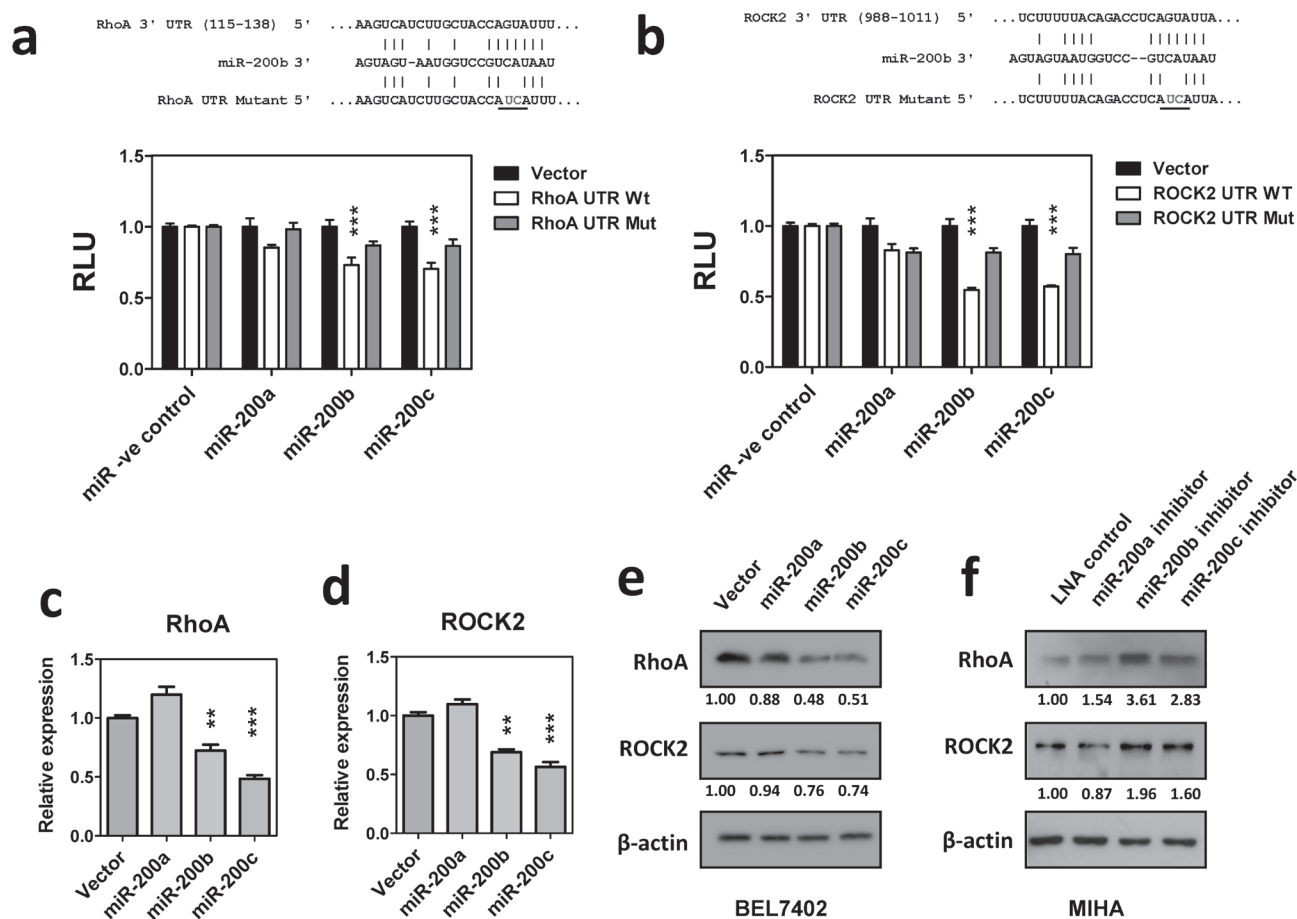 a
RhoA 3' UTR (115-138) 5' ...AAGUCAUCUUGCUACCAGUAUUU...
miR-200b 3' AGUAGU-AAUGGUCCGUCAUAAU
RhoA UTR Mutant 5' ...AAGUCAUCUUGCUACCAUCAUUU...
1.5
1.0
0.5
0.0
RLU
*** ***
Vector
RhoA UTR Wt
RhoA UTR Mut
miR -ve control
miR-200a
miR-200b
miR-200c
b
ROCK2 3' UTR (988-1011) 5' ...UCUUUUUACAGACCUCAGUAUUA...
miR-200b 3' AGUAGUAAUGGUCC--GUCAUAAU
ROCK2 UTR Mutant 5' ...UCUUUUUACAGACCUCAUCAUUA...
1.5
1.0
0.5
0.0
RLU
*** ***
Vector
ROCK2 UTR WT
ROCK2 UTR Mut
miR -ve control
miR-200a
miR-200b
miR-200c
c
RhoA
Relative expression
1.5
1.0
0.5
0.0
** ***
Vector
miR-200a
miR-200b
miR-200c
d
ROCK2
Relative expression
1.5
1.0
0.5
0.0
** ***
Vector
miR-200a
miR-200b
miR-200c
e
Vector
miR-200a
miR-200b
miR-200c
RhoA
1.00 0.88 0.48 0.51
ROCK2
1.00 0.94 0.76 0.74
β-actin
BEL7402
f
LNA control
miR-200a inhibitor
miR-200b inhibitor
miR-200c inhibitor
RhoA
1.00 1.54 3.61 2.83
ROCK2
1.00 0.87 1.96 1.60
β-actin
MIHA